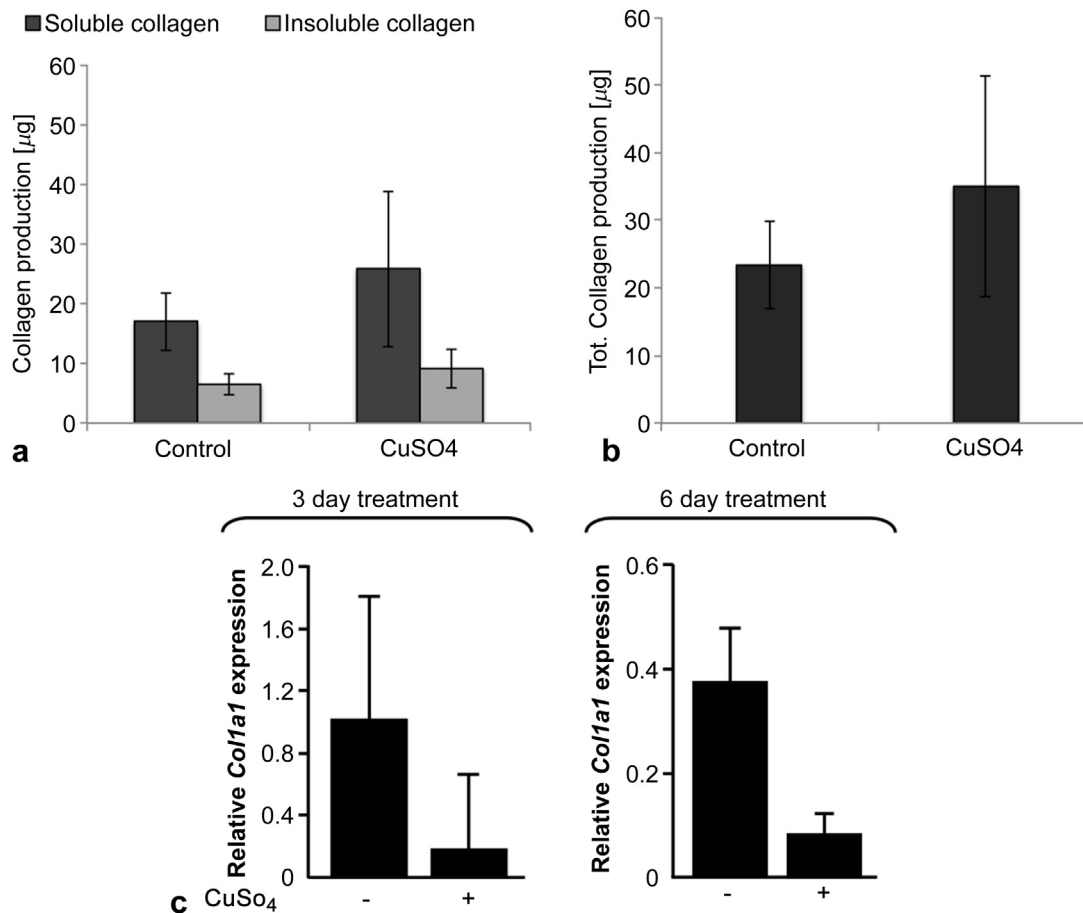 Soluble collagen
Insoluble collagen
Collagen production [µg]
60
50
40
30
20
10
0
Control
CuSO4
a
Tot. Collagen production [µg]
60
50
40
30
20
10
0
Control
CuSO4
b
3 day treatment
Relative Col1a1 expression
2.0
1.6
1.2
0.8
0.4
0
6 day treatment
Relative Col1a1 expression
0.6
0.4
0.2
0
c CuSo4 - +
- +